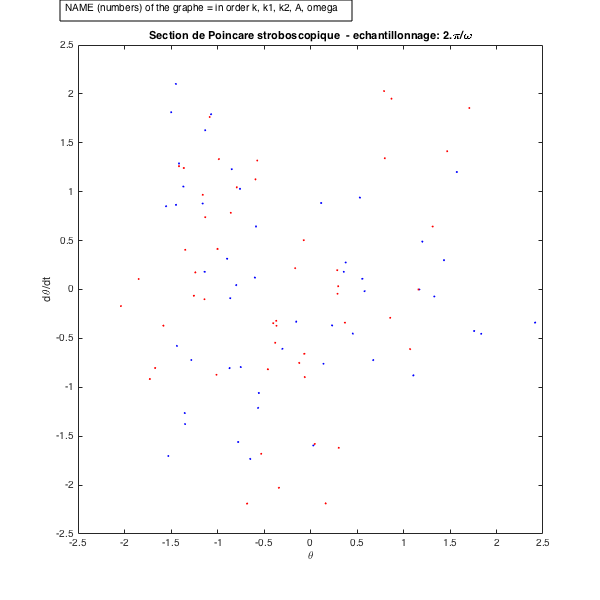 NAME (numbers) of the graphe = in order k, k1, k2, A, omega
Section de Poincare stroboscopique - echantillonnage: 2.π/ω
2.5
2
1.5
1
0.5
0
-0.5
-1
-1.5
-2
-2.5
dθ/dt
-2.5 -2 -1.5 -1 -0.5 0 0.5 1 1.5 2 2.5
θ